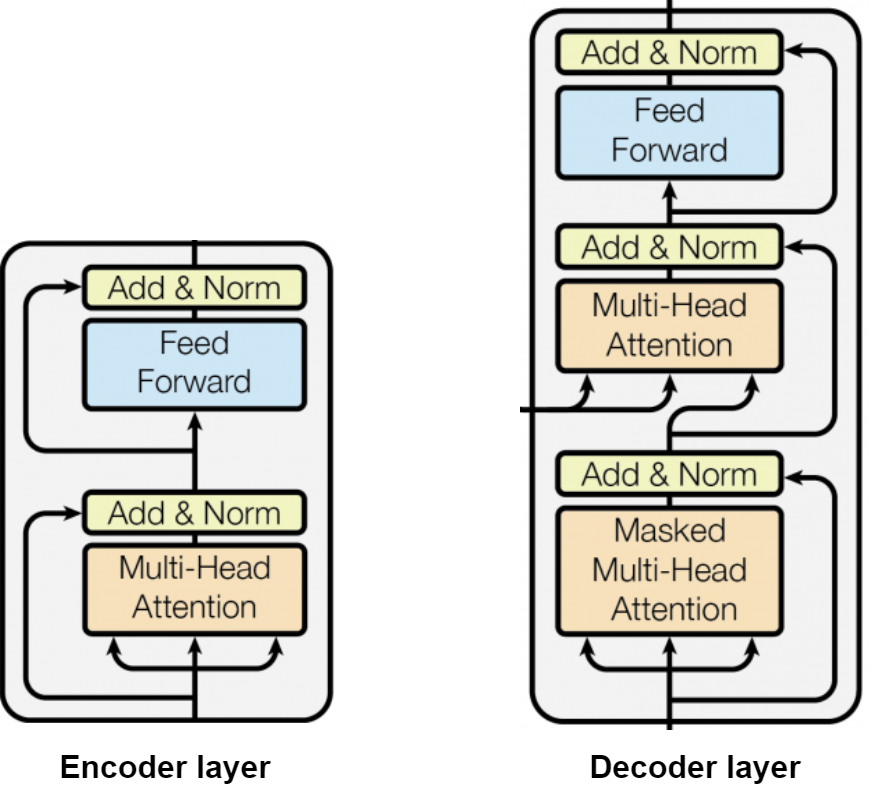 Add & Norm
Feed
Forward
Add & Norm
Multi-Head
Attention
Encoder layer
Add & Norm
Feed
Forward
Add & Norm
Multi-Head
Attention
Add & Norm
Masked
Multi-Head
Attention
Decoder layer